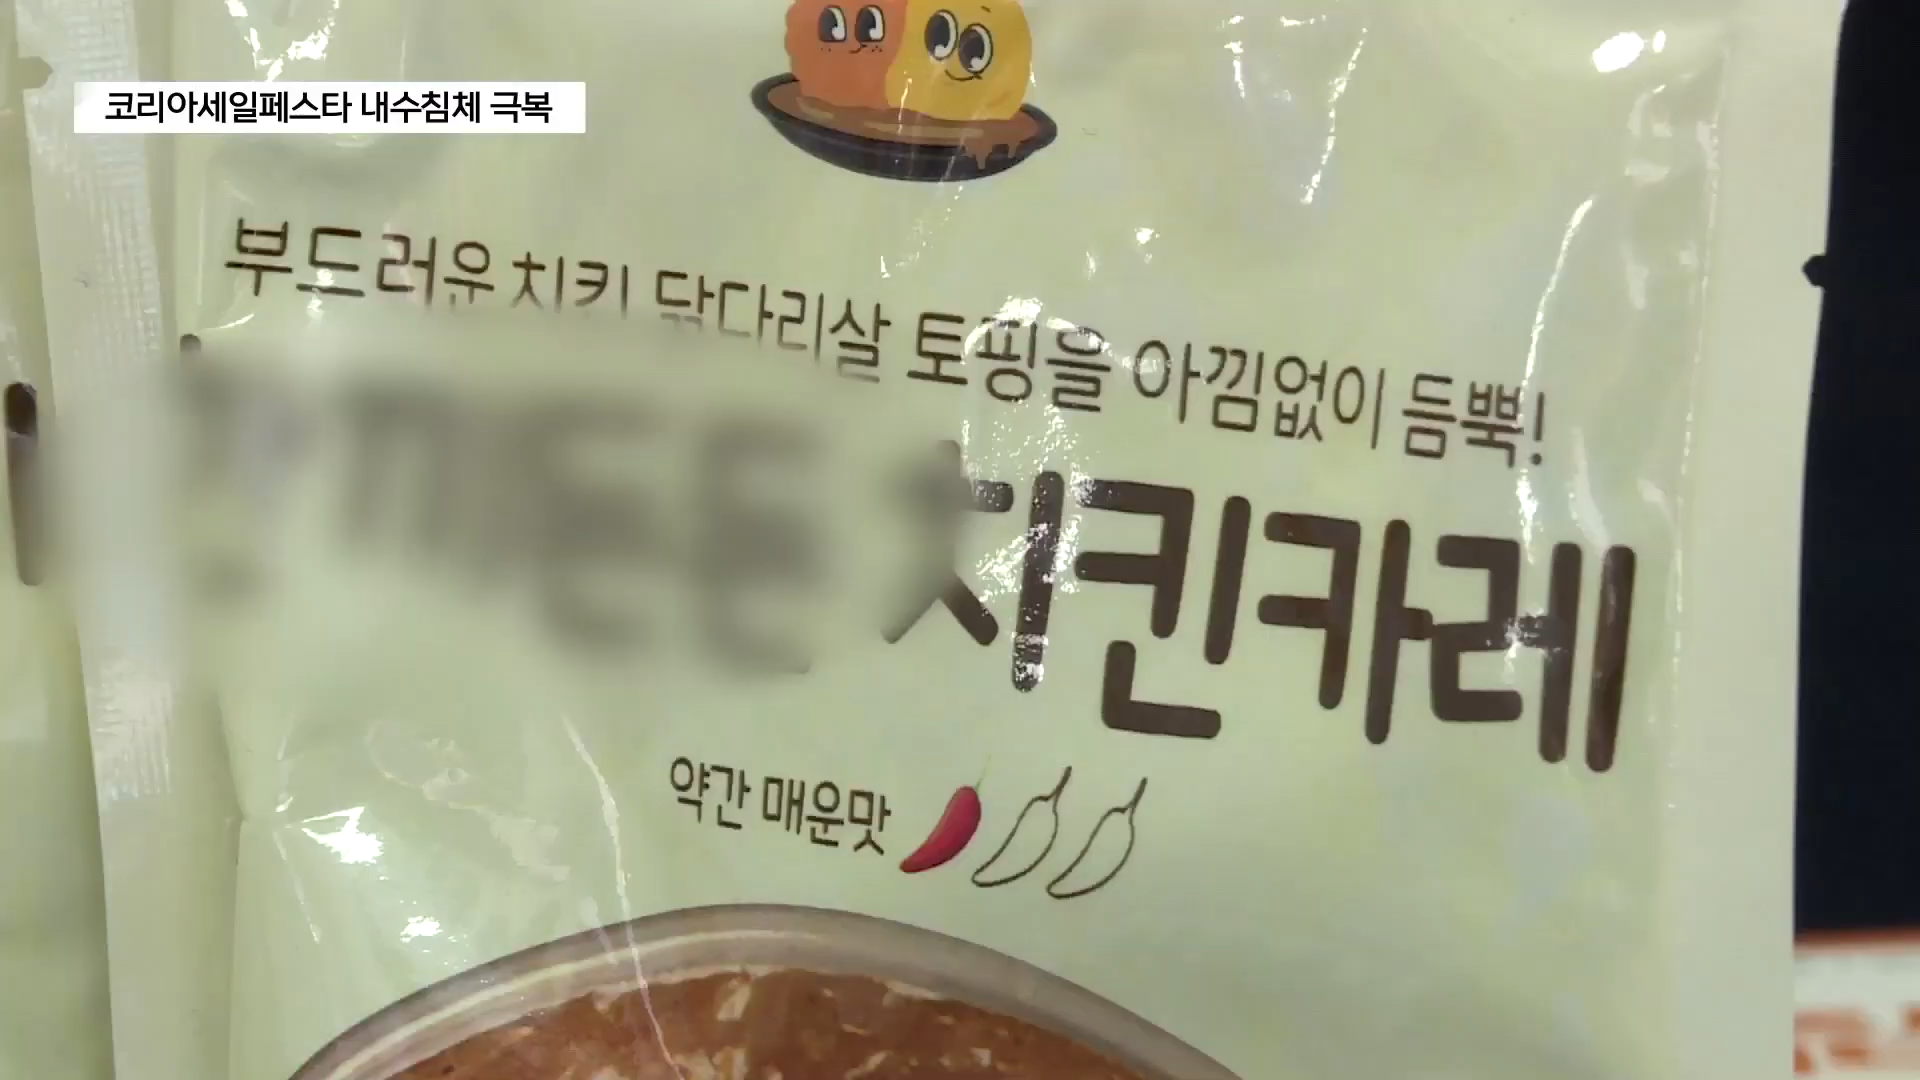 코리아세일페스타 내수침체 극복
부드러운 치킨 닭다리살 토핑을 아낌없이 듬뿍!
치킨카레
약간 매운맛